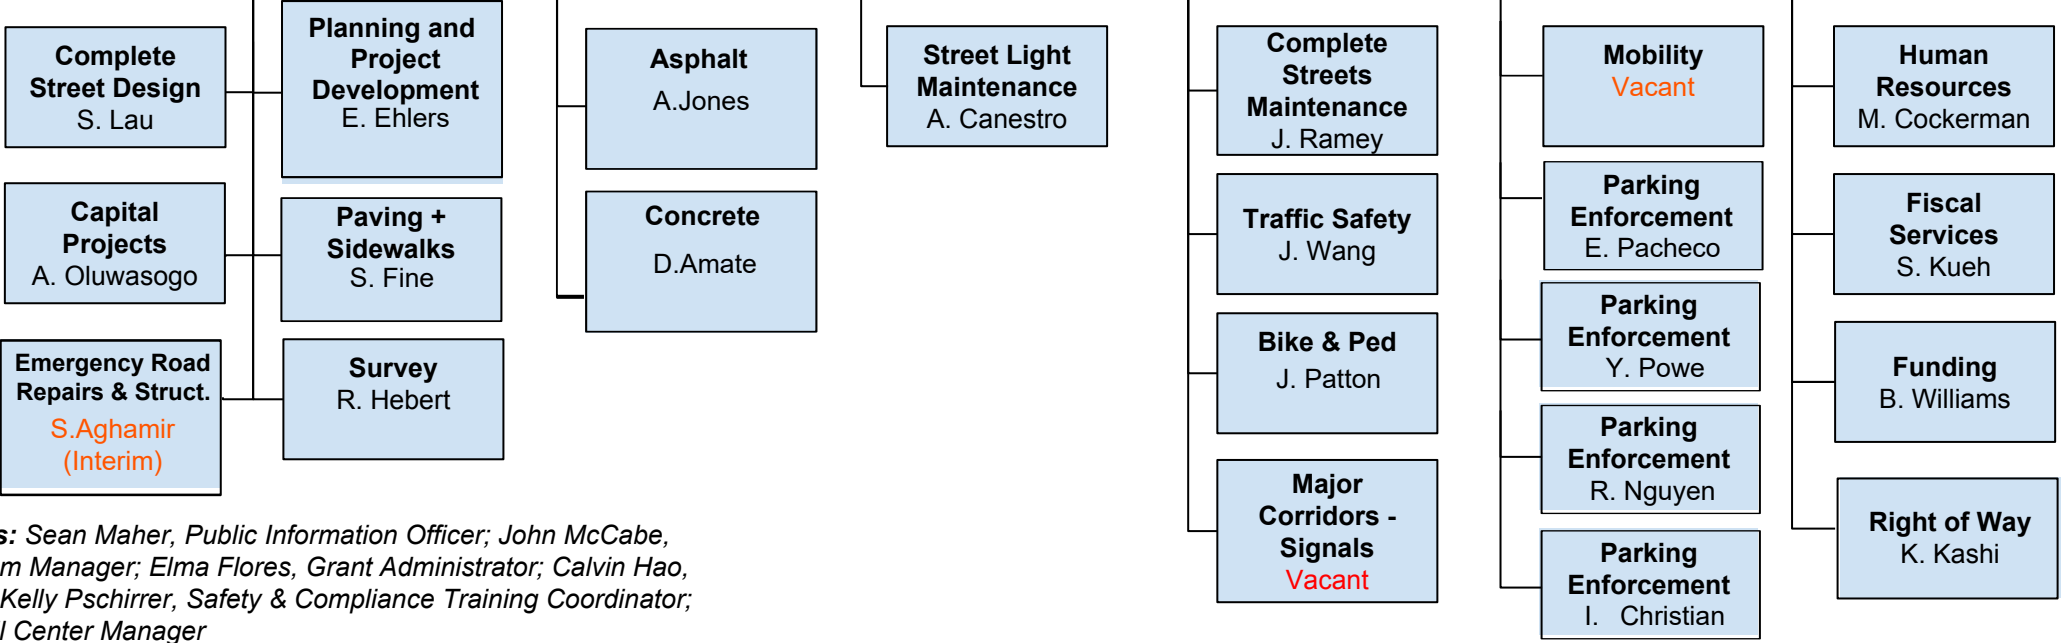 Complete
Street Design
S. Lau
Capital
Projects
A. Oluwasogo
Emergency Road
Repairs & Struct.
S.Aghamir
(Interim)
Planning and
Project
Development
E. Ehlers
Paving +
Sidewalks
S. Fine
Survey
R. Hebert
Asphalt
A.Jones
Concrete
D.Amate
Street Light
Maintenance
A. Canestro
Complete
Streets
Maintenance
J. Ramey
Traffic Safety
J. Wang
Bike & Ped
J. Patton
Major
Corridors -
Signals
Vacant
Mobility
Vacant
Parking
Enforcement
E. Pacheco
Parking
Enforcement
Y. Powe
Parking
Enforcement
R. Nguyen
Parking
Enforcement
I. Christian
Human
Resources
M. Cockerman
Fiscal
Services
S. Kueh
Funding
B. Williams
Right of Way
K. Kashi
Sean Maher, Public Information Officer; John McCabe,
Manager; Elma Flores, Grant Administrator; Calvin Hao,
Kelly Pschirrer, Safety & Compliance Training Coordinator;
Center Manager